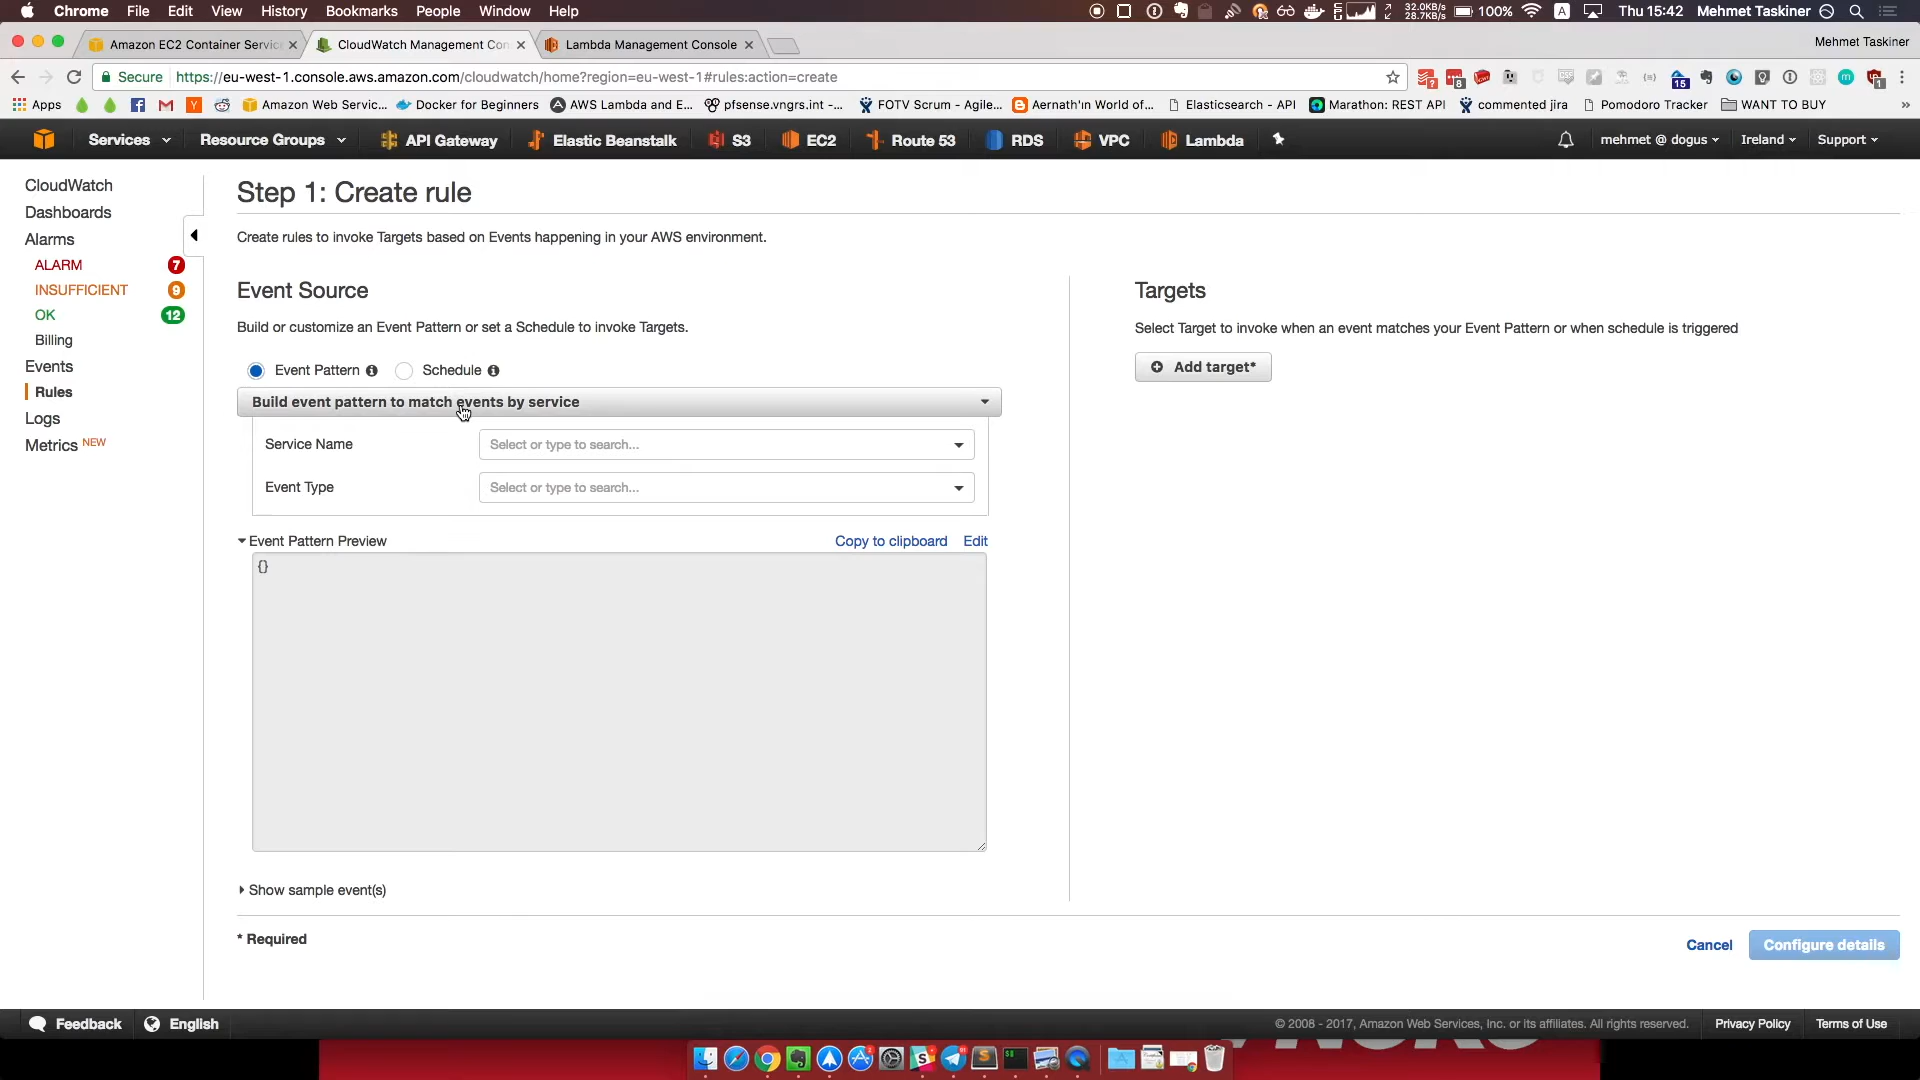 Chrome File Edit View History Bookmarks People Window Help 32.0KB/s 28.7KB/s 100% A Thu 15:42 Mehmet Taskiner
Amazon EC2 Container Servic CloudWatch Management Con Lambda Management Console Mehmet Taskiner
Secure https://eu-west-1.console.aws.amazon.com/cloudwatch/home?region=eu-west-1#rules:action=create
Apps Amazon Web Servic... Docker for Beginners AWS Lambda and E... pfsense.vngrs.int -... FOTV Scrum - Agile... Aernath'ın World of... Elasticsearch - API Marathon: REST API commented jira Pomodoro Tracker WANT TO BUY »
Services Resource Groups API Gateway Elastic Beanstalk S3 EC2 Route 53 RDS VPC Lambda mehmet @ dogus Ireland Support
CloudWatch
Dashboards
Alarms
ALARM 7
INSUFFICIENT 9
OK 12
Billing
Events
Rules
Logs
Metrics NEW
Step 1: Create rule
Create rules to invoke Targets based on Events happening in your AWS environment.
Event Source
Build or customize an Event Pattern or set a Schedule to invoke Targets.
Event Pattern Schedule
Build event pattern to match events by service
Service Name Select or type to search...
Event Type Select or type to search...
Event Pattern Preview Copy to clipboard Edit
{}
Show sample event(s)
Targets
Select Target to invoke when an event matches your Event Pattern or when schedule is triggered
Add target*
* Required
Cancel Configure details
Feedback English © 2008 - 2017, Amazon Web Services, Inc. or its affiliates. All rights reserved. Privacy Policy Terms of Use